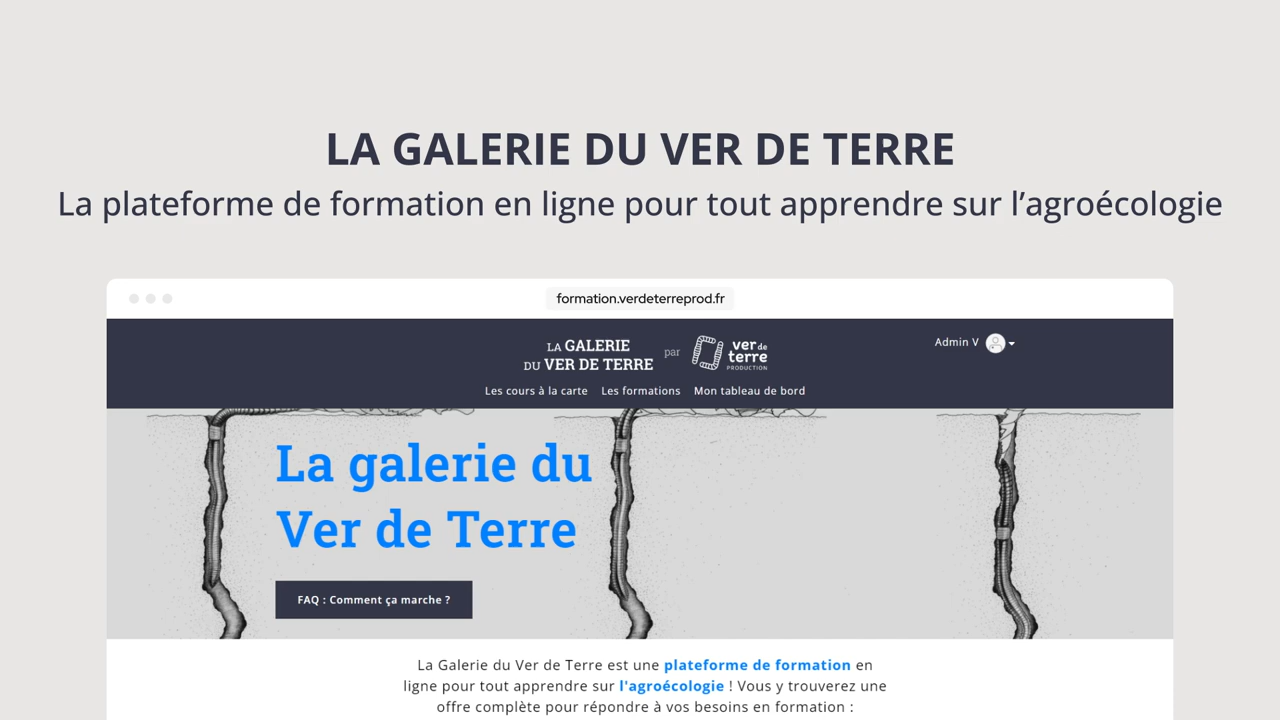 LA GALERIE DU VER DE TERRE
La plateforme de formation en ligne pour tout apprendre sur l’agroécologie
formation.verdeterreprod.fr
LA GALERIE
DU VER DE TERRE
par
ver de
terre
PRODUCTION
Admin V
Les cours à la carte Les formations Mon tableau de bord
La galerie du
Ver de Terre
FAQ : Comment ça marche ?
La Galerie du Ver de Terre est une plateforme de formation en
ligne pour tout apprendre sur l'agroécologie ! Vous y trouverez une
offre complète pour répondre à vos besoins en formation :